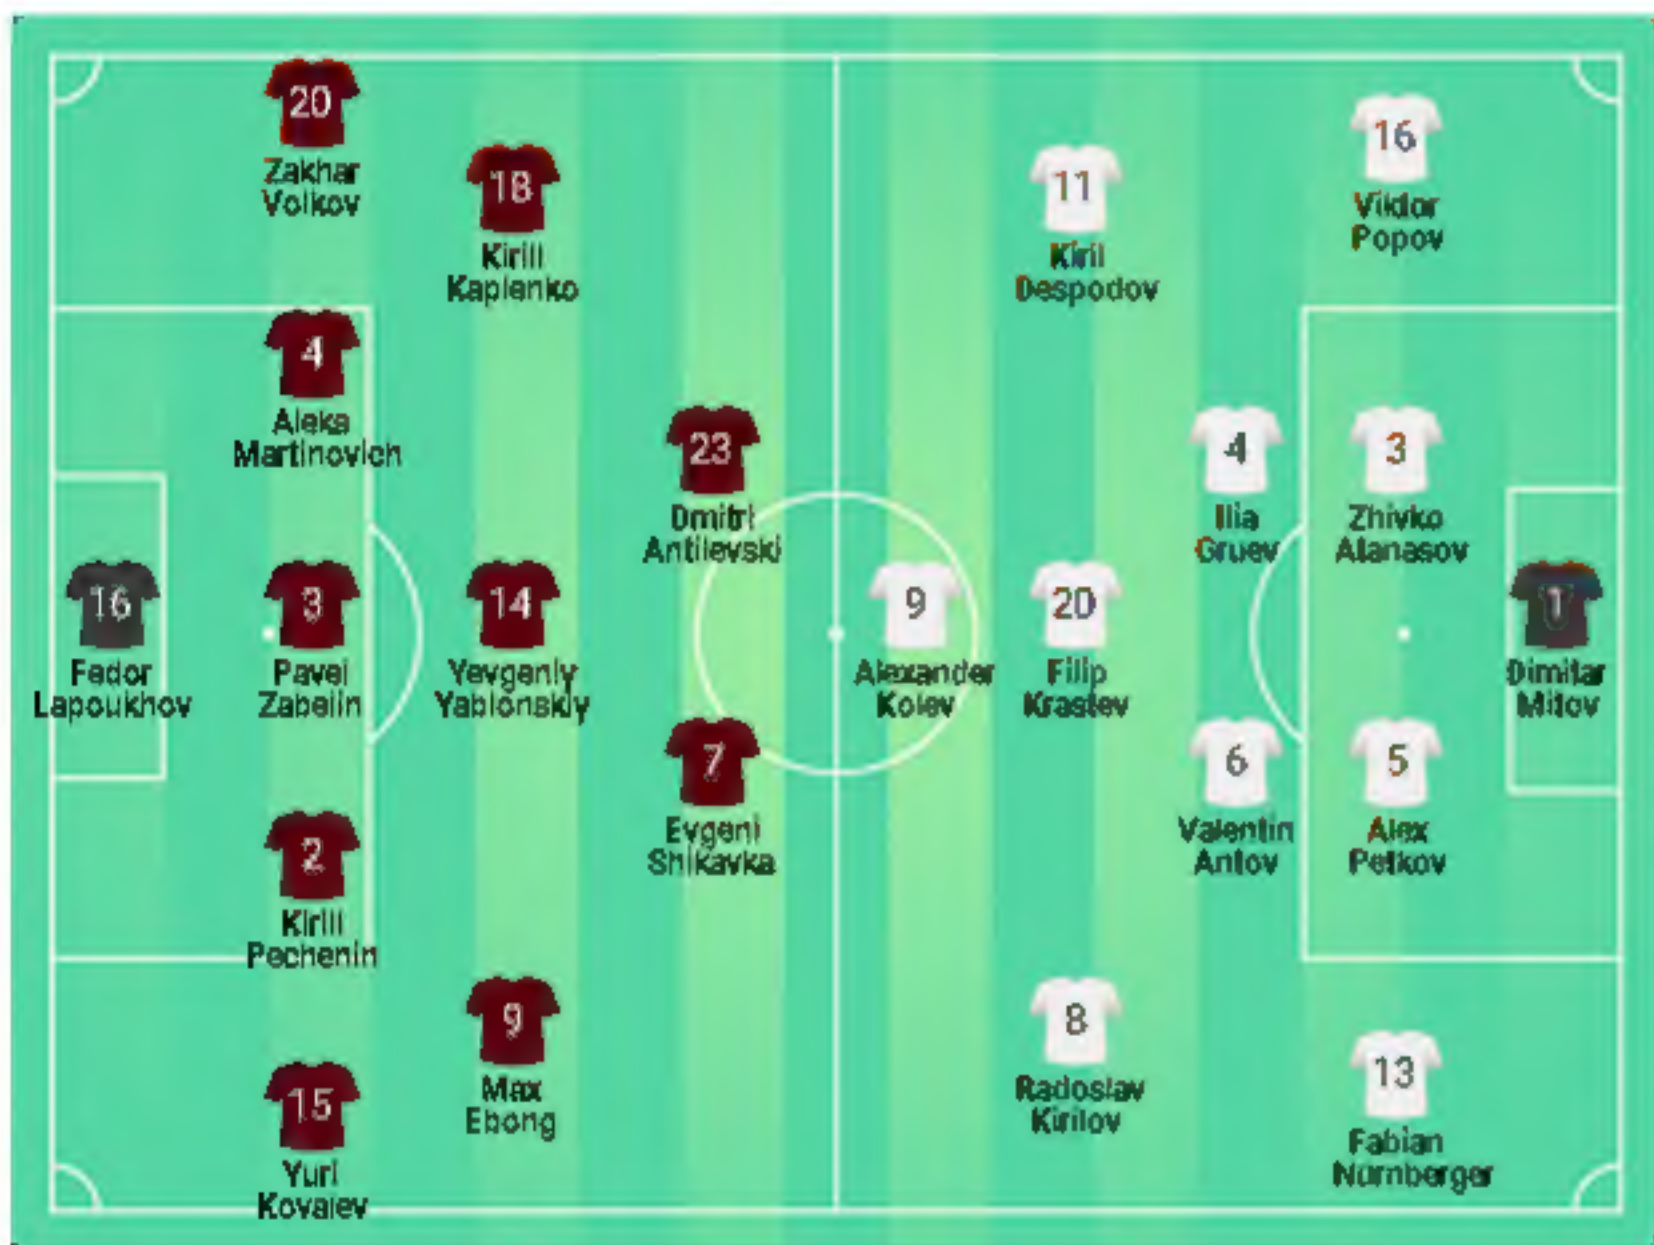 20
Zakhar
Volkov
18
Kirill
Kaplenko
4
Aleks
Martinovich
23
Dmitri
Antilevski
16
Fedor
Lapoukhov
3
Pavel
Zabelin
14
Yevgeniy
Yablonskiy
7
Evgeni
Shikavka
2
Kirill
Pechenin
9
Max
Ebong
15
Yuri
Kovalev
11
Kiril
Despodov
16
Viktor
Popov
4
Ilia
Gruev
3
Zhivko
Atanasov
9
Alexander
Kolev
20
Filip
Krastev
1
Dimitar
Mitov
6
Valentin
Antov
5
Alex
Petkov
8
Radoslav
Kirilov
13
Fabian
Nürnberger